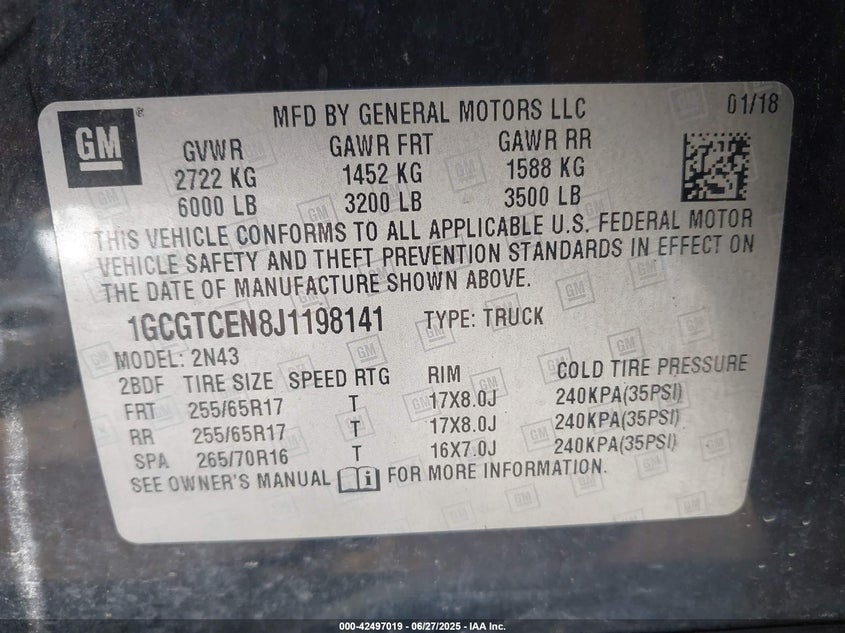 MFD BY GENERAL MOTORS LLC 01/18
GM ®
GVWR GAWR FRT GAWR RR
2722 KG 1452 KG 1588 KG
6000 LB 3200 LB 3500 LB
THIS VEHICLE CONFORMS TO ALL APPLICABLE U.S. FEDERAL MOTOR
VEHICLE SAFETY AND THEFT PREVENTION STANDARDS IN EFFECT ON
THE DATE OF MANUFACTURE SHOWN ABOVE.
1GCGTCEN8J1198141 TYPE: TRUCK
MODEL: 2N43
2BDF TIRE SIZE SPEED RTG RIM COLD TIRE PRESSURE
FRT 255/65R17 T 17X8.0J 240KPA(35PSI)
RR 255/65R17 T 17X8.0J 240KPA(35PSI)
SPA 265/70R16 T 16X7.0J 240KPA(35PSI)
SEE OWNER'S MANUAL i FOR MORE INFORMATION.
000-42497019 - 06/27/2025 - IAA Inc.